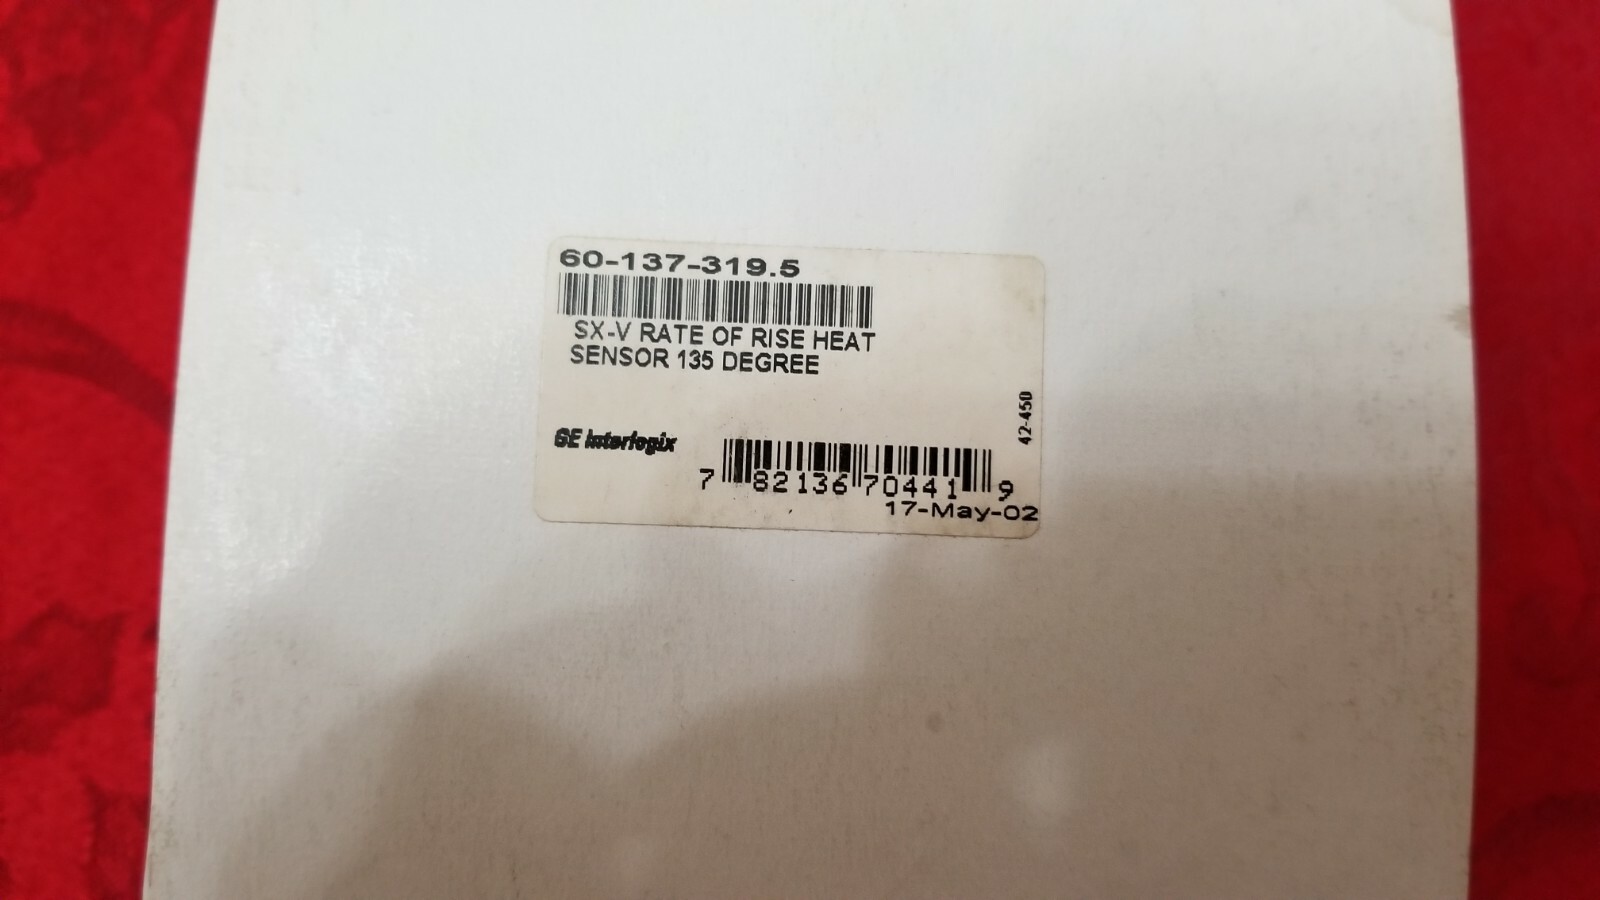 60-137-319.5
SX-V RATE OF RISE HEAT
SENSOR 135 DEGREE
42-450
GE Interlogix
7 82136 70441 9
17-May-02